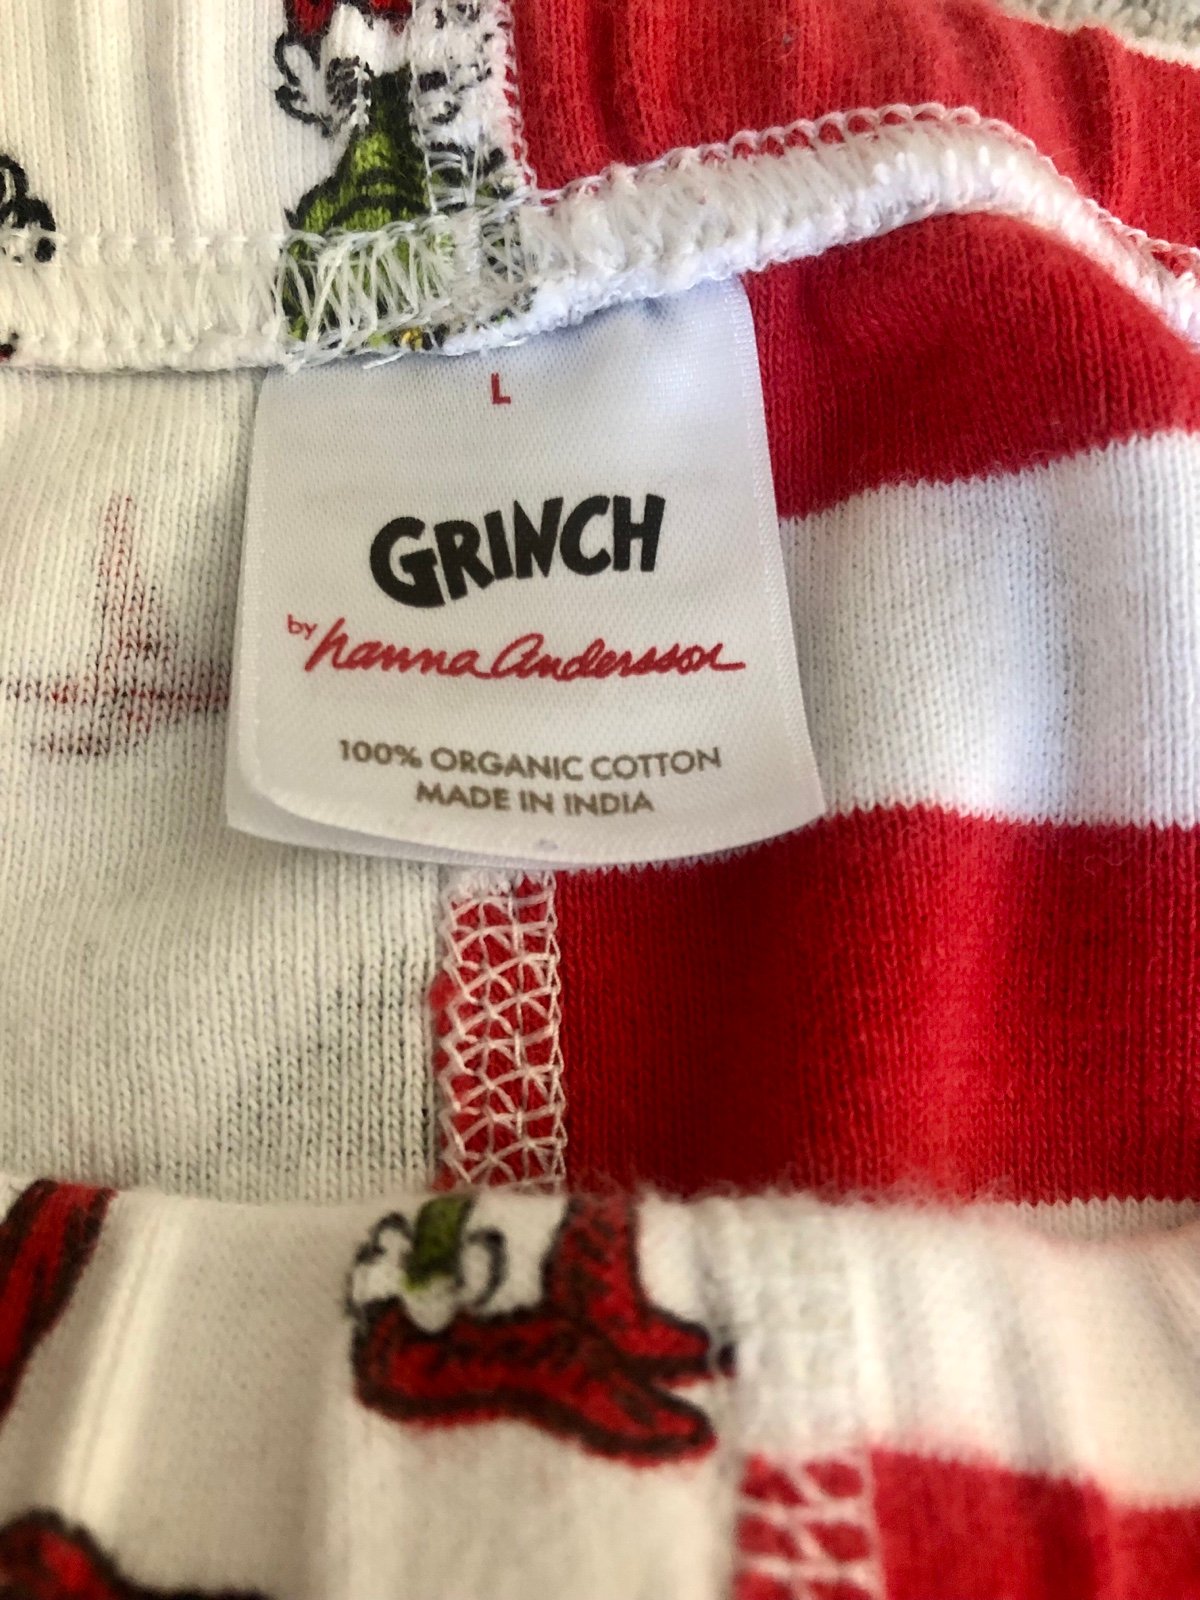 L
GRINCH
by hanna Andersson
100% ORGANIC COTTON
MADE IN INDIA